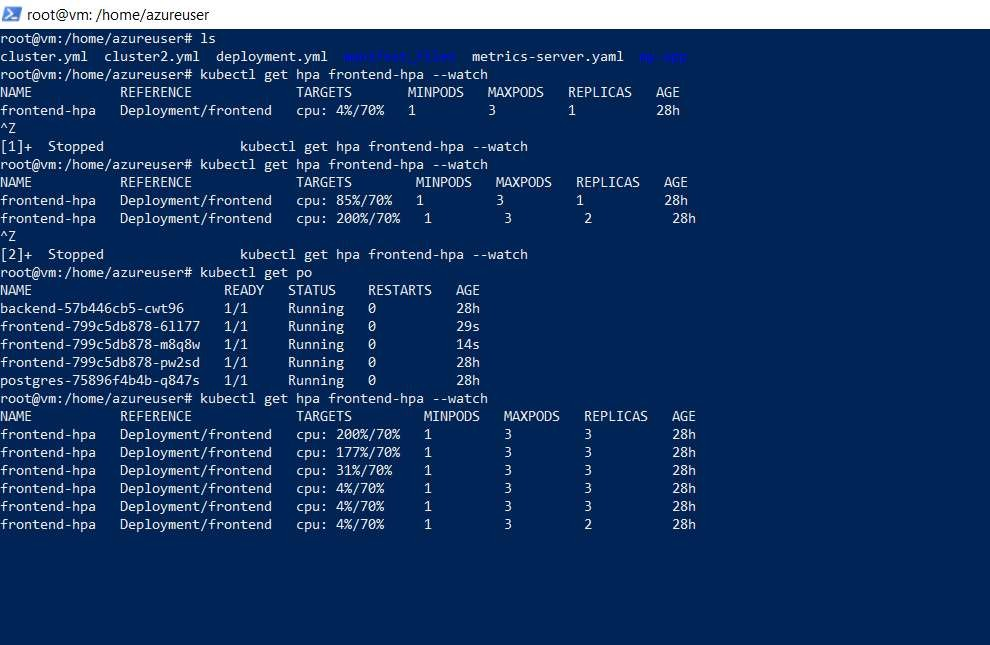 root@vm: /home/azureuser
root@vm:/home/azureuser# ls
cluster.yml  cluster2.yml  deployment.yml  manifest_files  metrics-server.yaml  my-app
root@vm:/home/azureuser# kubectl get hpa frontend-hpa --watch
NAME           REFERENCE             TARGETS       MINPODS   MAXPODS   REPLICAS   AGE
frontend-hpa   Deployment/frontend   cpu: 4%/70%   1         3         1          28h
^Z
[1]+  Stopped                 kubectl get hpa frontend-hpa --watch
root@vm:/home/azureuser# kubectl get hpa frontend-hpa --watch
NAME           REFERENCE             TARGETS        MINPODS   MAXPODS   REPLICAS   AGE
frontend-hpa   Deployment/frontend   cpu: 85%/70%   1         3         1          28h
frontend-hpa   Deployment/frontend   cpu: 200%/70%   1         3         2          28h
^Z
[2]+  Stopped                 kubectl get hpa frontend-hpa --watch
root@vm:/home/azureuser# kubectl get po
NAME                        READY   STATUS    RESTARTS   AGE
backend-57b446cb5-cwt96     1/1     Running   0          28h
frontend-799c5db878-6ll77   1/1     Running   0          29s
frontend-799c5db878-m8q8w   1/1     Running   0          14s
frontend-799c5db878-pw2sd   1/1     Running   0          28h
postgres-75896f4b4b-q847s   1/1     Running   0          28h
root@vm:/home/azureuser# kubectl get hpa frontend-hpa --watch
NAME           REFERENCE             TARGETS         MINPODS   MAXPODS   REPLICAS   AGE
frontend-hpa   Deployment/frontend   cpu: 200%/70%   1         3         3          28h
frontend-hpa   Deployment/frontend   cpu: 177%/70%   1         3         3          28h
frontend-hpa   Deployment/frontend   cpu: 31%/70%    1         3         3          28h
frontend-hpa   Deployment/frontend   cpu: 4%/70%     1         3         3          28h
frontend-hpa   Deployment/frontend   cpu: 4%/70%     1         3         3          28h
frontend-hpa   Deployment/frontend   cpu: 4%/70%     1         3         2          28h